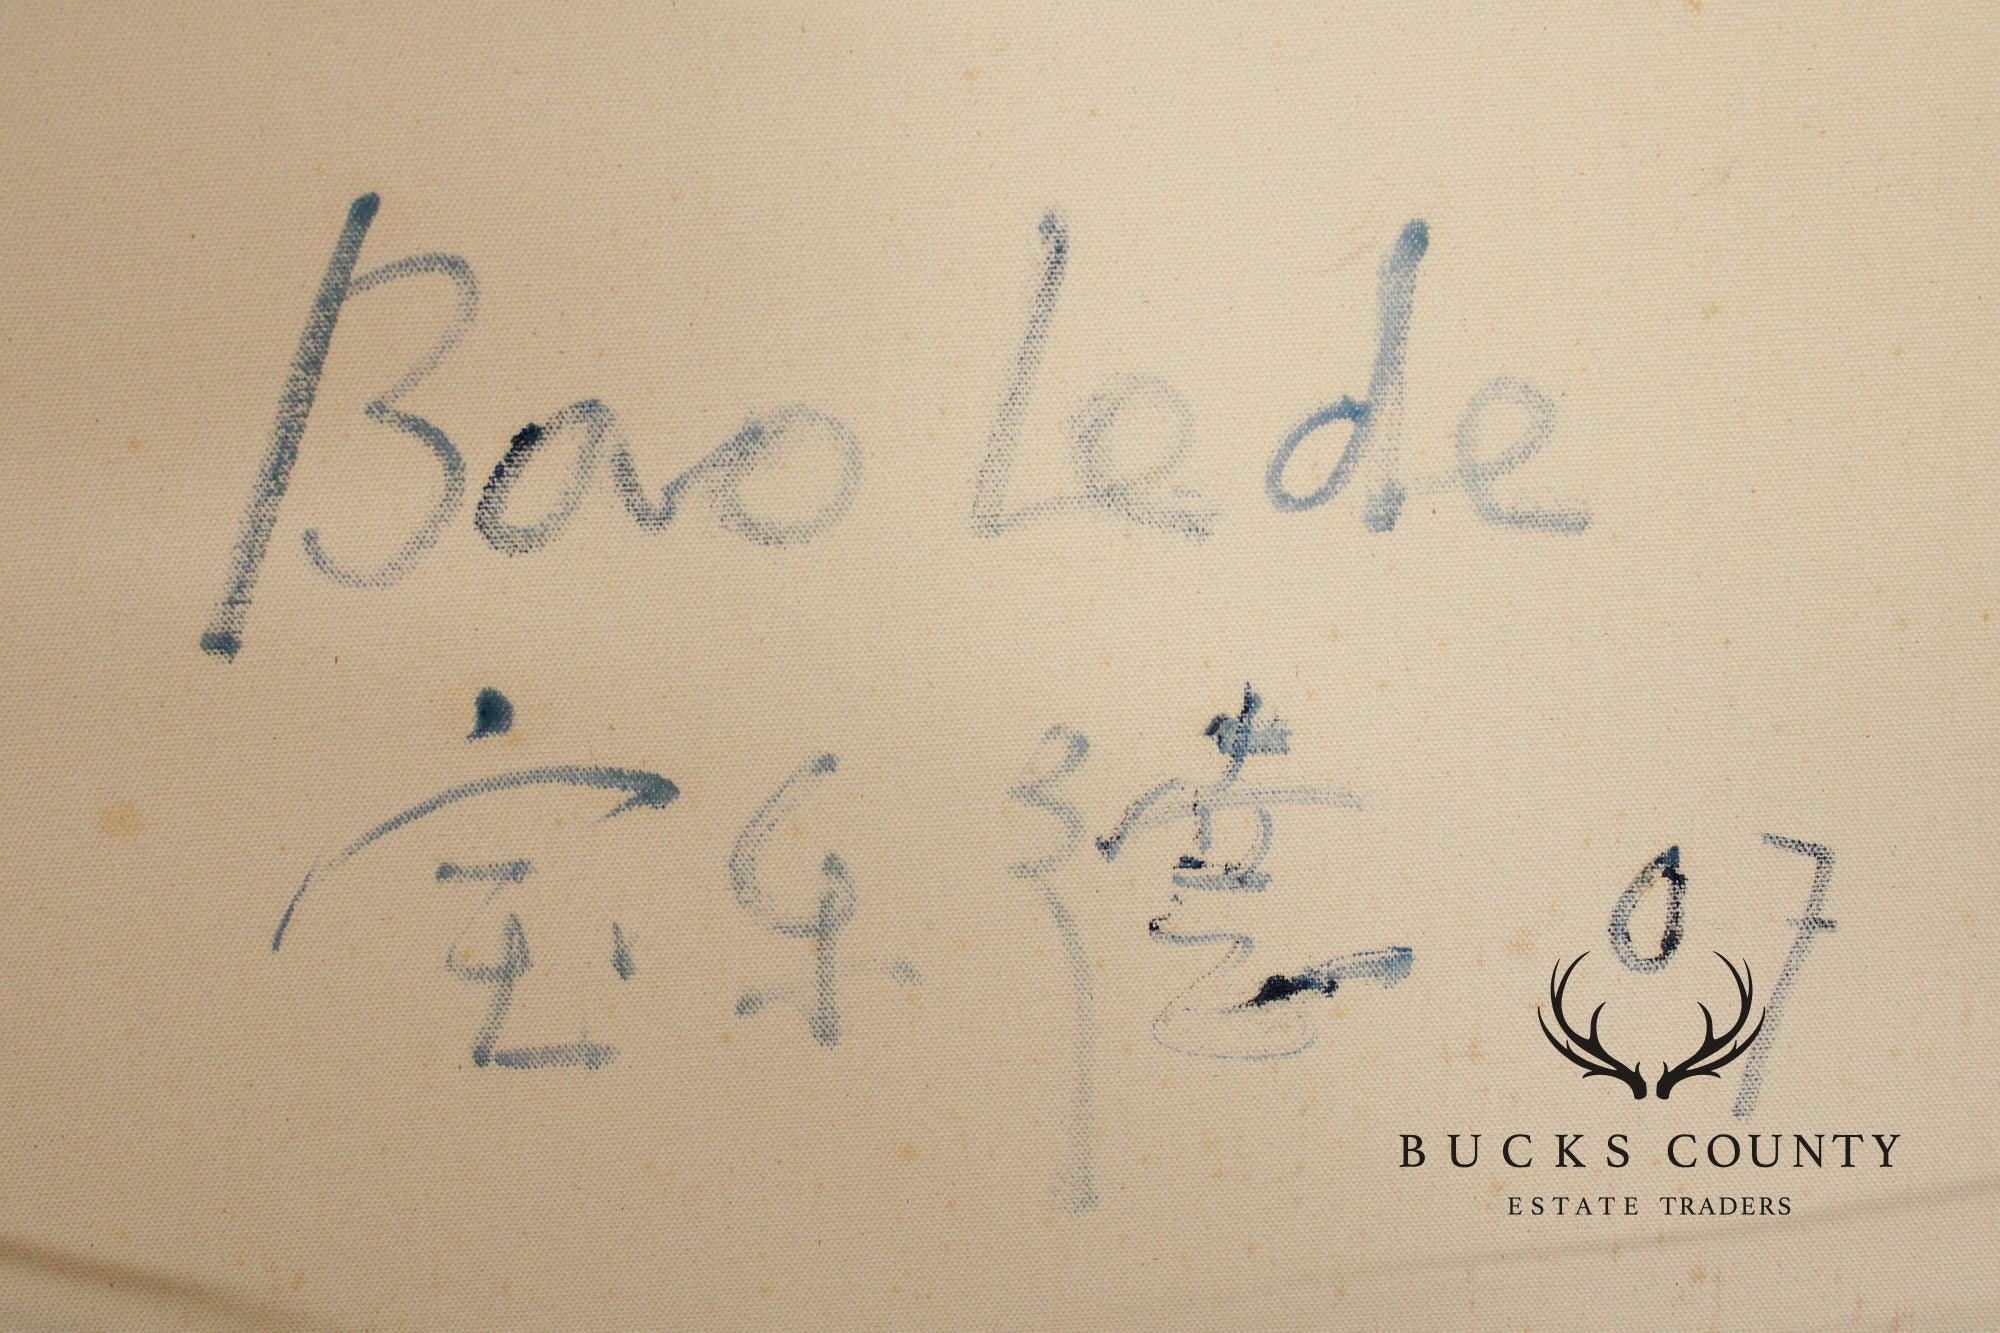 Bao Lede
宝乐德 07
BUCKS COUNTY
ESTATE TRADERS